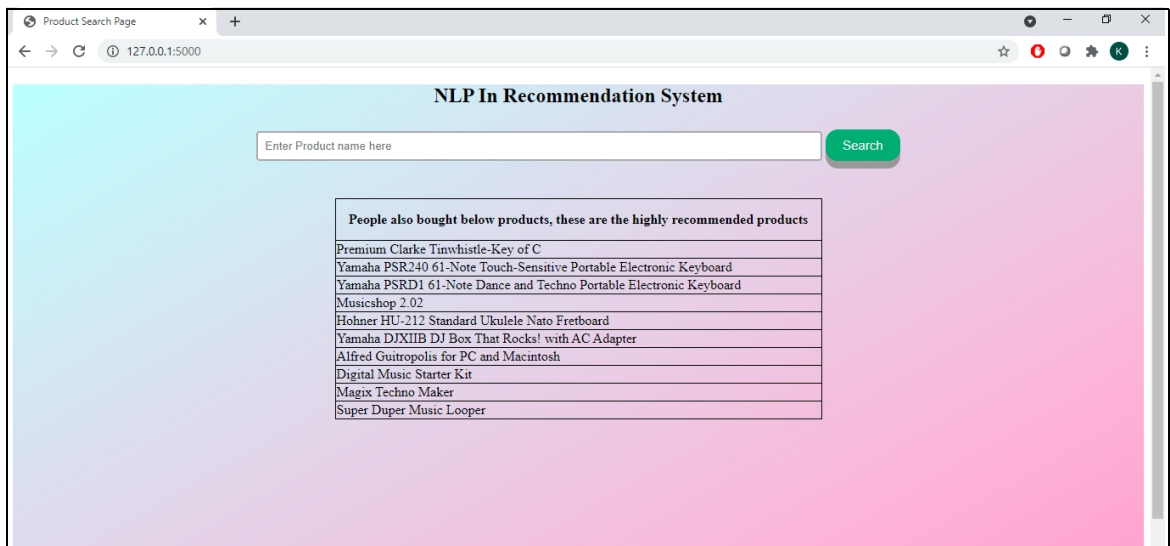 Product Search Page
127.0.0.1:5000
K
NLP In Recommendation System
Enter Product name here
Search
People also bought below products, these are the highly recommended products
Premium Clarke Tinwhistle-Key of C
Yamaha PSR240 61-Note Touch-Sensitive Portable Electronic Keyboard
Yamaha PSRD1 61-Note Dance and Techno Portable Electronic Keyboard
Musicshop 2.02
Hohner HU-212 Standard Ukulele Nato Fretboard
Yamaha DJXIIB DJ Box That Rocks! with AC Adapter
Alfred Guitropolis for PC and Macintosh
Digital Music Starter Kit
Magix Techno Maker
Super Duper Music Looper